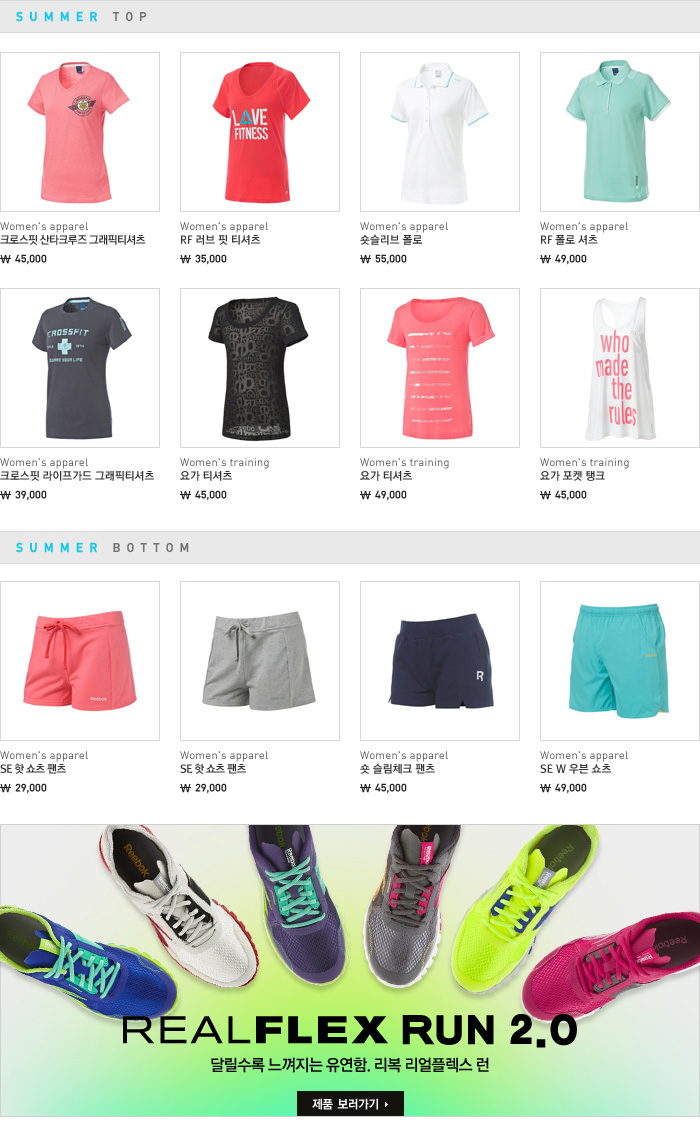 SUMMER TOP
LOVE
FITNESS
Women's apparel
크로스핏 산타크루즈 그래픽티셔츠
₩ 45,000
Women's apparel
RF 러브 핏 티셔츠
₩ 35,000
Women's apparel
숏슬리브 폴로
₩ 55,000
Women's apparel
RF 폴로 셔츠
₩ 49,000
CROSSFIT
who
made
the
rules
Women's apparel
크로스핏 라이프가드 그래픽티셔츠
₩ 39,000
Women's training
요가 티셔츠
₩ 45,000
Women's training
요가 티셔츠
₩ 49,000
Women's training
요가 포켓 탱크
₩ 45,000
SUMMER BOTTOM
Reebok
R
Women's apparel
SE 핫 쇼츠 팬츠
₩ 29,000
Women's apparel
SE 핫 쇼츠 팬츠
₩ 29,000
Women's apparel
숏 슬림체크 팬츠
₩ 45,000
Women's apparel
SE W 우븐 쇼츠
₩ 49,000
Reebok
Reebok
Reebok
Reebok
REALFLEX RUN 2.0
달릴수록 느껴지는 유연함. 리복 리얼플렉스 런
제품 보러가기